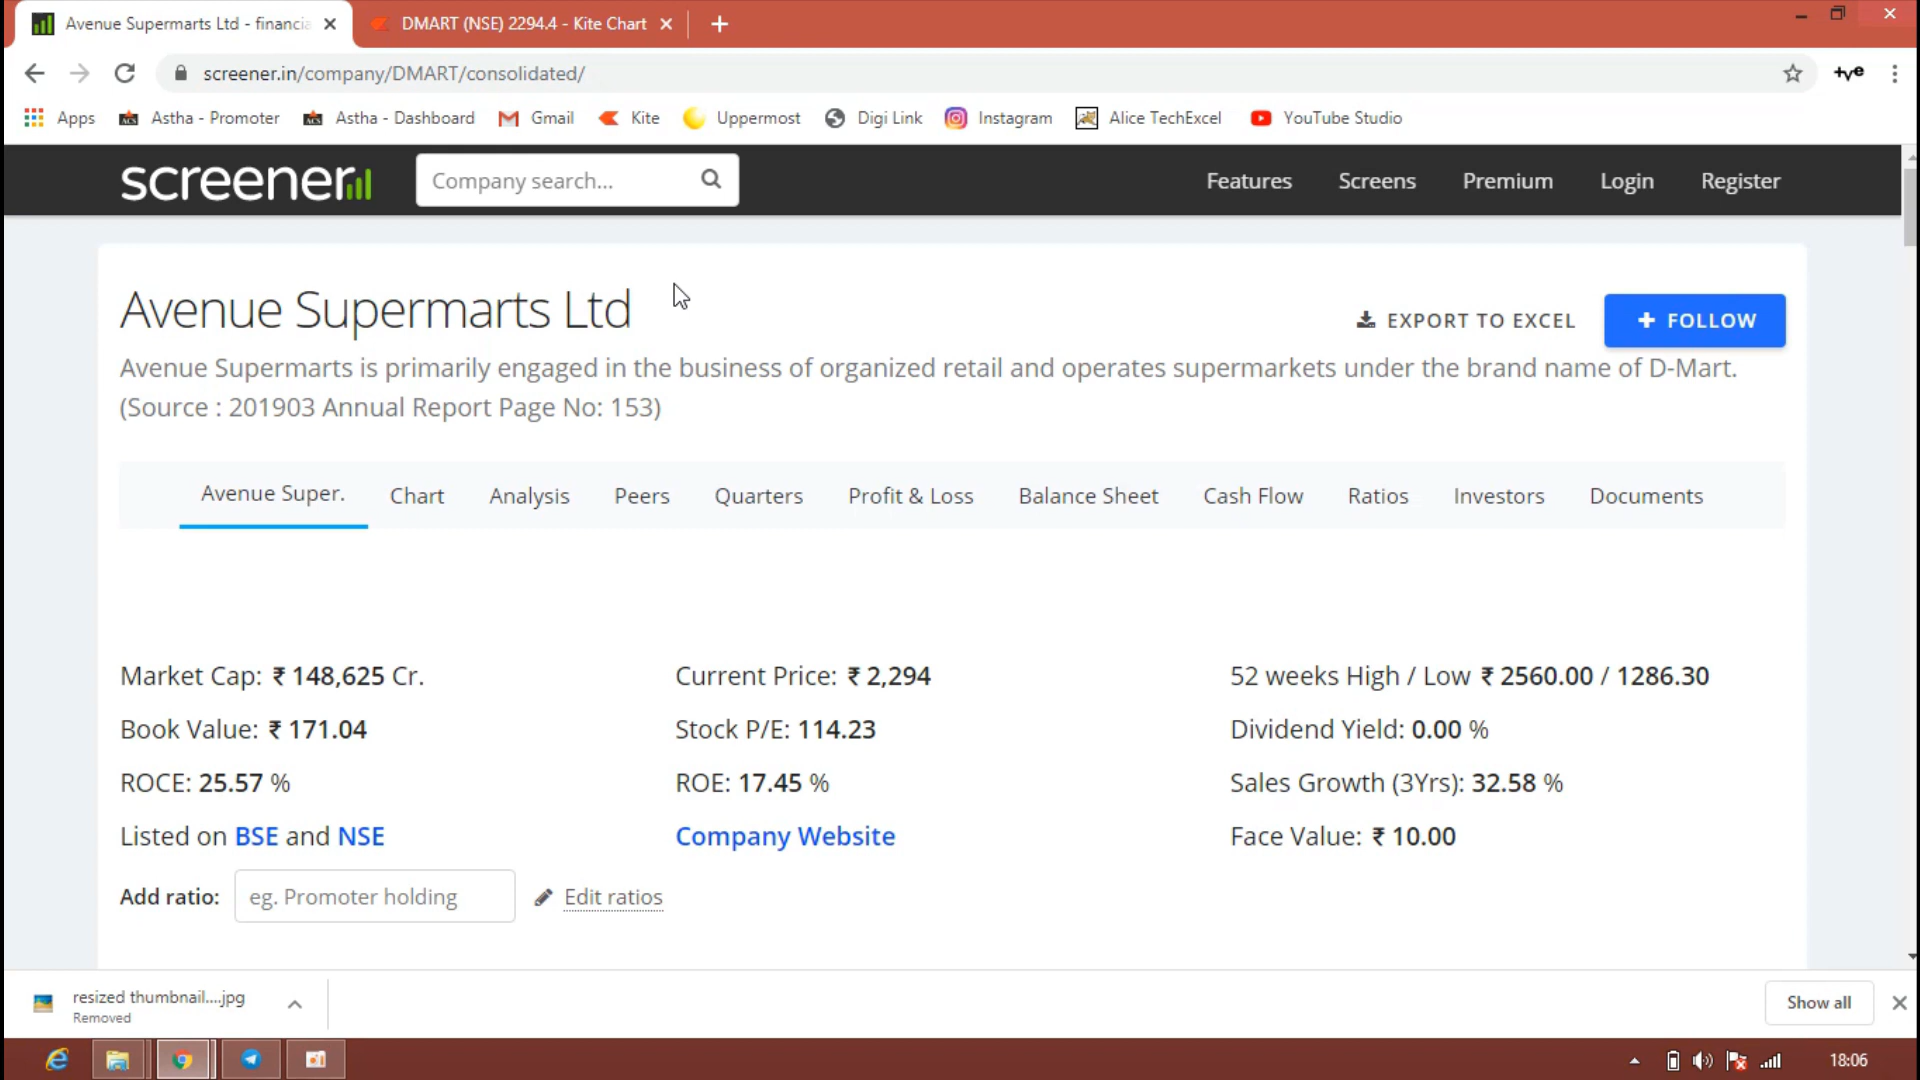 Avenue Supermarts Ltd - financia
DMART (NSE) 2294.4 - Kite Chart
screener.in/company/DMART/consolidated/
+ve
Apps
Astha - Promoter
Astha - Dashboard
Gmail
Kite
Uppermost
Digi Link
Instagram
Alice TechExcel
YouTube Studio
screener
Company search...
Features
Screens
Premium
Login
Register
Avenue Supermarts Ltd
EXPORT TO EXCEL
+ FOLLOW
Avenue Supermarts is primarily engaged in the business of organized retail and operates supermarkets under the brand name of D-Mart.
(Source : 201903 Annual Report Page No: 153)
Avenue Super.
Chart
Analysis
Peers
Quarters
Profit & Loss
Balance Sheet
Cash Flow
Ratios
Investors
Documents
Market Cap: ₹ 148,625 Cr.
Current Price: ₹ 2,294
52 weeks High / Low ₹ 2560.00 / 1286.30
Book Value: ₹ 171.04
Stock P/E: 114.23
Dividend Yield: 0.00 %
ROCE: 25.57 %
ROE: 17.45 %
Sales Growth (3Yrs): 32.58 %
Listed on BSE and NSE
Company Website
Face Value: ₹ 10.00
Add ratio:
eg. Promoter holding
Edit ratios
resized thumbnail....jpg
Removed
Show all
18:06